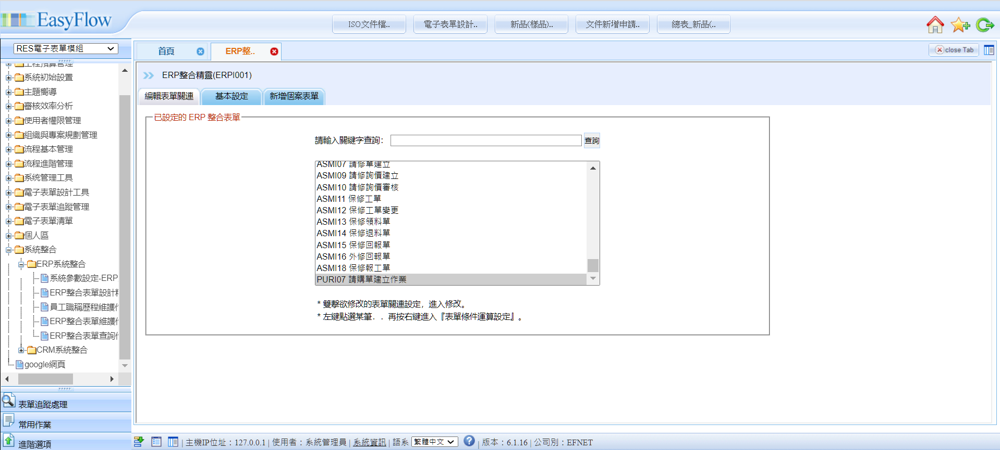 EasyFlow
ISO文件檔..
電子表單設計..
新品(樣品)..
文件新增申請..
總表_新品(..
RES電子表單模組
工程預算管理
系統初始設置
主題嚮導
審核效率分析
使用者權限管理
組織與專案規劃管理
流程基本管理
流程進階管理
系統管理工具
電子表單設計工具
電子表單追蹤管理
電子表單清單
個人區
系統整合
ERP系統整合
系統參數設定-ERP
ERP整合表單設計
員工職稱歷程維護
ERP整合表單維護
ERP整合表單查詢
CRM系統整合
google網頁
表單追蹤處理
常用作業
進階選項
首頁
ERP整..
close Tab
ERP整合精靈(ERPI001)
編輯表單關連
基本設定
新增個案表單
已設定的 ERP 整合表單
請輸入關鍵字查詢：
查詢
ASMI07 請修單建立
ASMI09 請修詢價建立
ASMI10 請修詢價審核
ASMI11 保修工單
ASMI12 保修工單變更
ASMI13 保修領料單
ASMI14 保修退料單
ASMI15 保修回報單
ASMI16 外修回報單
ASMI18 保修報工單
PURI07 請購單建立作業
* 雙擊欲修改的表單關連設定，進入修改。
* 左鍵點選某筆．．再按右鍵進入『表單條件運算設定』。
| 主機IP位址：127.0.0.1 | 使用者：系統管理員 | 系統資訊 | 語系 繁體中文 | 版本：6.1.16 | 公司別：EFNET